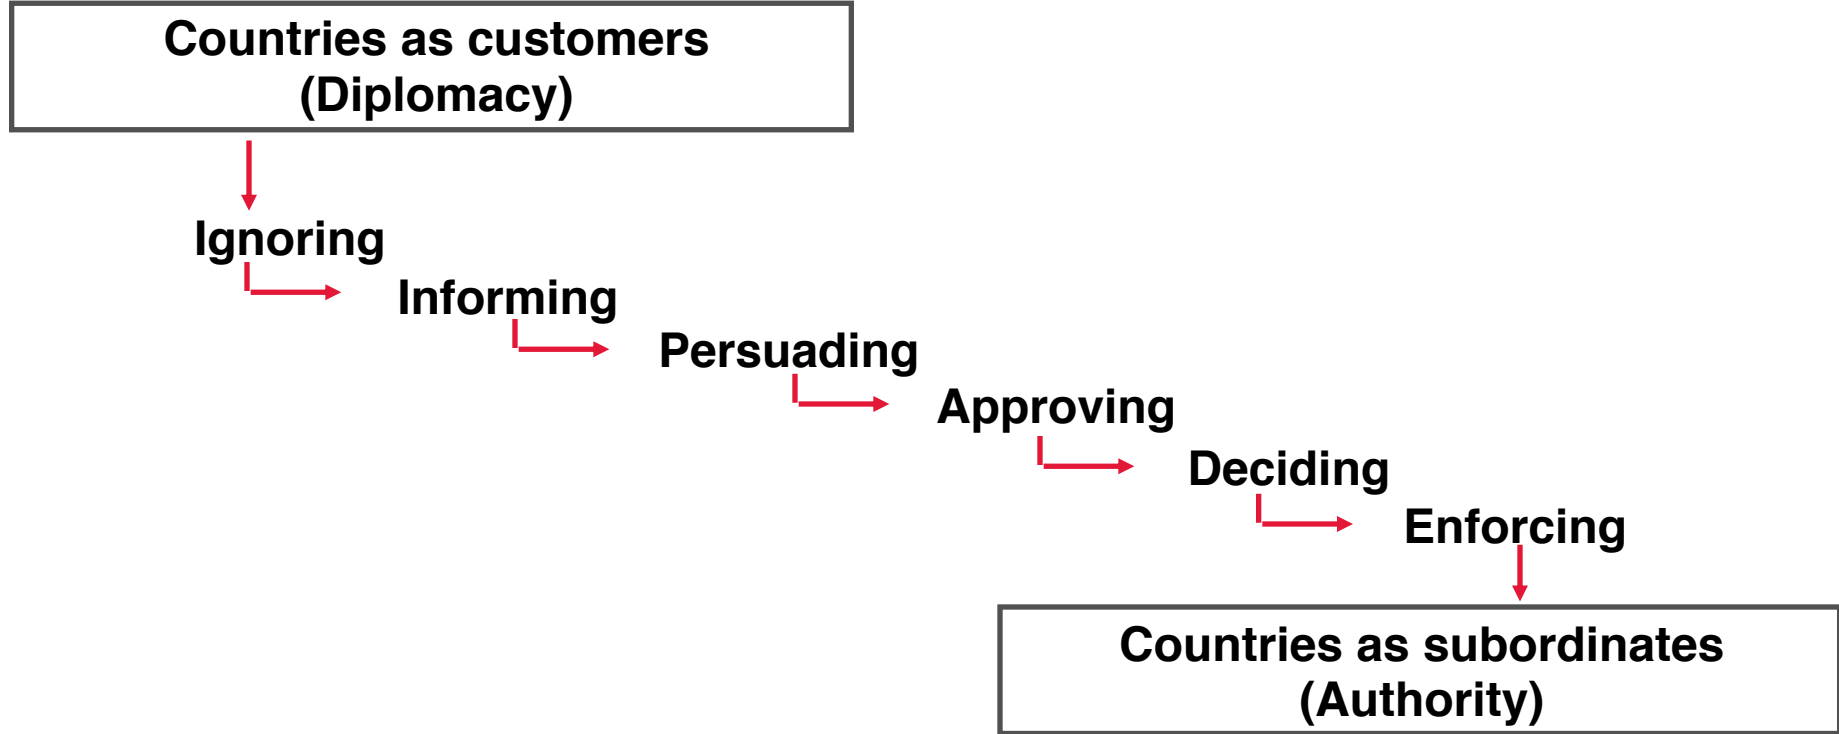 Countries as customers
(Diplomacy)
Ignoring
Informing
Persuading
Approving
Deciding
Enforcing
Countries as subordinates
(Authority)